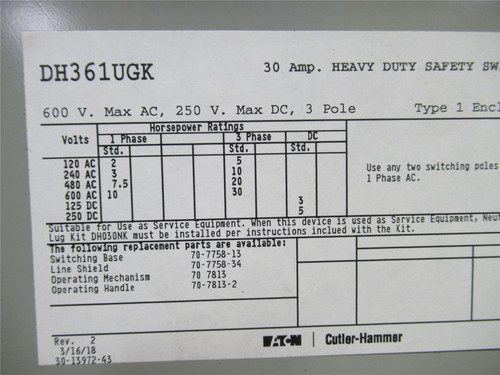 DH361UGK 30 Amp. HEAVY DUTY SAFETY
600 V. Max AC, 250 V. Max DC, 3 Pole Type 1
Horsepower Ratings
Volts 1 Phase 3 Phase DC
Std. Std. Std.
120 AC 2 5
240 AC 3 10
480 AC 7.5 20
600 AC 10 30
125 DC 3
250 DC 5
Use any two switching poles
1 Phase AC.
Suitable for Use as Service Equipment. When this device is used as Service Equipment,
Lug Kit DH030NK must be installed per instructions inclued with the Kit.
The following replacement parts are available:
Switching Base 70-7758-13
Line Shield 70-7758-34
Operating Mechanism 70 7813
Operating Handle 70-7813-2
Rev. 2
3/16/18
30-13972-43
EATON Cutler-Hammer